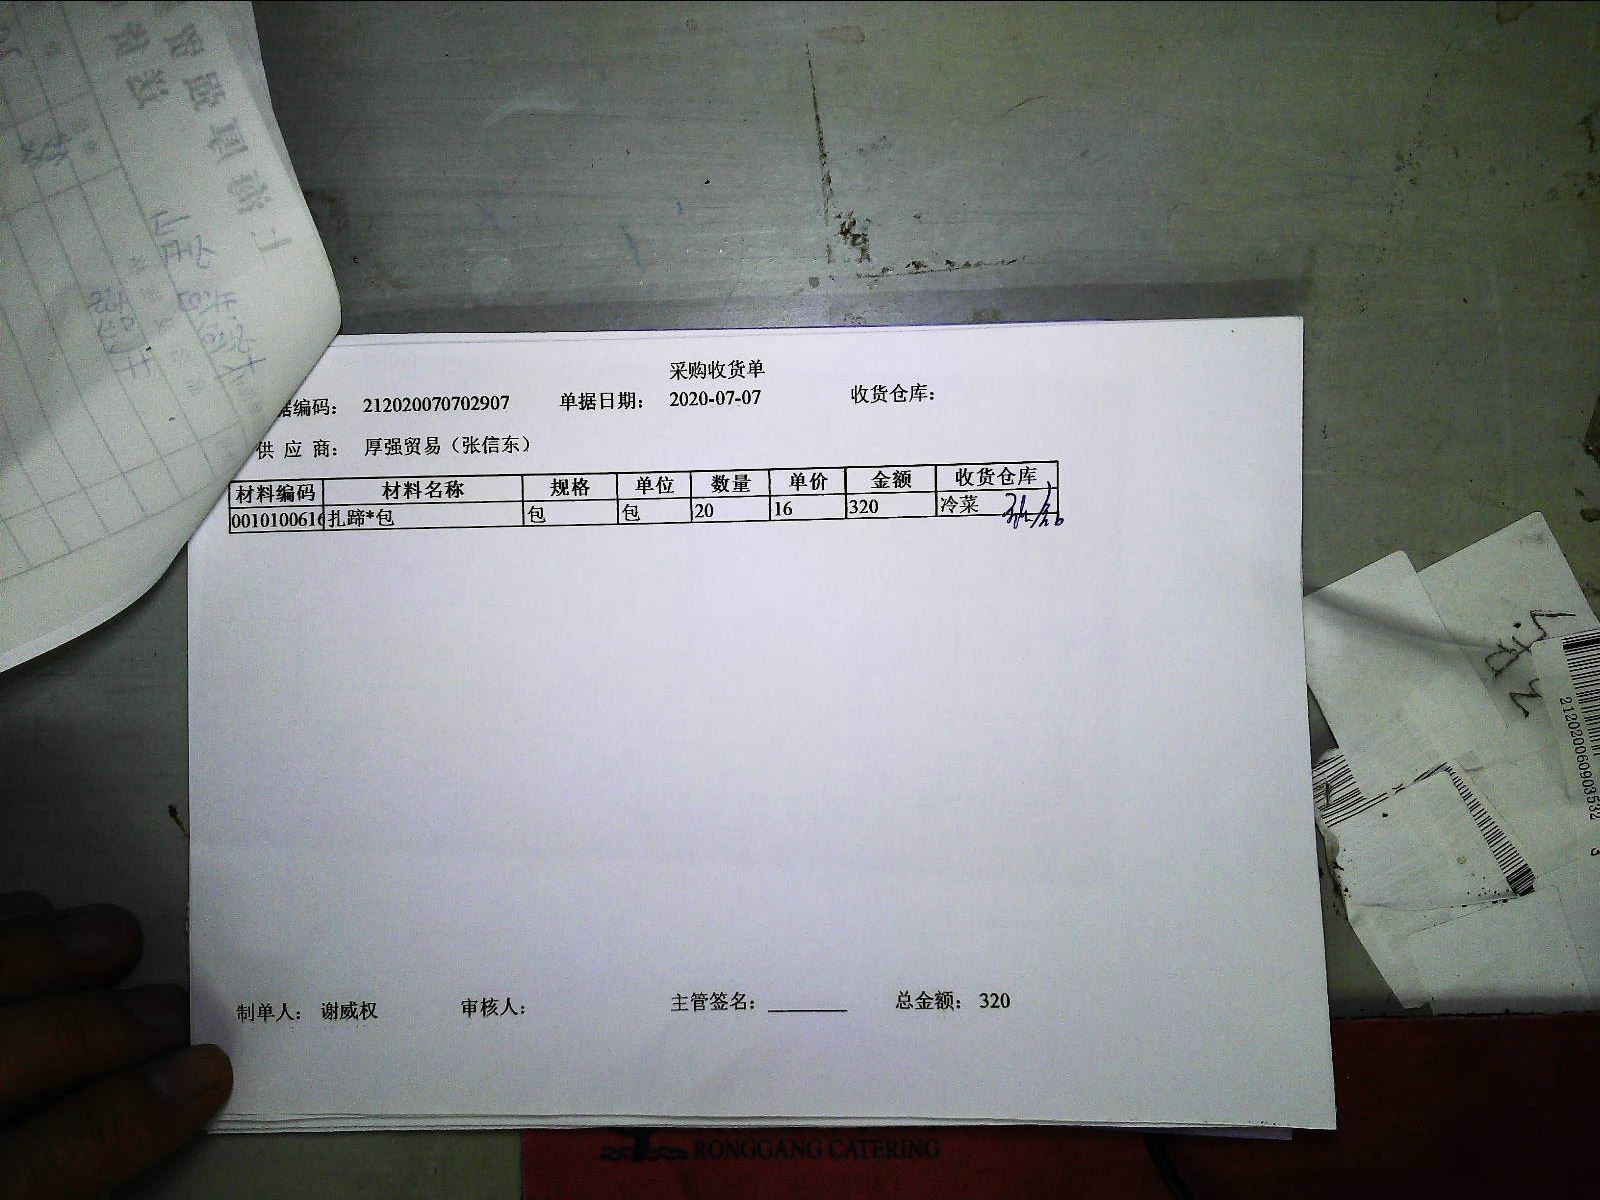 采购收货单
据编码： 212020070702907 单据日期： 2020-07-07 收货仓库：
供 应 商： 厚强贸易（张信东）
材料编码 材料名称 规格 单位 数量 单价 金额 收货仓库
0010100616 扎蹄*包 包 包 20 16 320 冷菜
制单人： 谢威权 审核人： 主管签名： 总金额： 320
RONGGANG CATERING
212020060903532
3